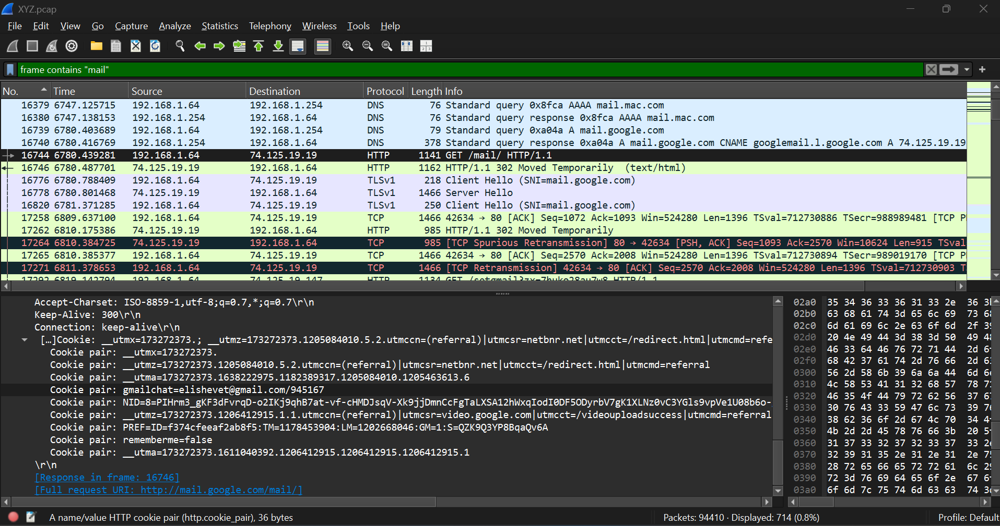 XYZ.pcap
File Edit View Go Capture Analyze Statistics Telephony Wireless Tools Help
frame contains "mail"
No. Time Source Destination Protocol Length Info
16379 6747.125715 192.168.1.64 192.168.1.254 DNS 76 Standard query 0x8fca AAAA mail.mac.com
16380 6747.138153 192.168.1.254 192.168.1.64 DNS 76 Standard query response 0x8fca AAAA mail.mac.com
16739 6780.403689 192.168.1.64 192.168.1.254 DNS 79 Standard query 0xa04a A mail.google.com
16740 6780.416769 192.168.1.254 192.168.1.64 DNS 378 Standard query response 0xa04a A mail.google.com CNAME googlemail.l.google.com A 74.125.19.19
16744 6780.439281 192.168.1.64 74.125.19.19 HTTP 1141 GET /mail/ HTTP/1.1
16746 6780.487701 74.125.19.19 192.168.1.64 HTTP 1162 HTTP/1.1 302 Moved Temporarily (text/html)
16776 6780.788409 192.168.1.64 74.125.19.19 TLSv1 218 Client Hello (SNI=mail.google.com)
16778 6780.801468 74.125.19.19 192.168.1.64 TLSv1 1466 Server Hello
16820 6781.371285 192.168.1.64 74.125.19.19 TLSv1 250 Client Hello (SNI=mail.google.com)
17258 6809.637100 192.168.1.64 74.125.19.19 TCP 1466 42634 → 80 [ACK] Seq=1072 Ack=1093 Win=524280 Len=1396 TSval=712730886 TSecr=988989481 [TCP P
17262 6810.175386 74.125.19.19 192.168.1.64 HTTP 985 HTTP/1.1 302 Moved Temporarily
17264 6810.384725 74.125.19.19 192.168.1.64 TCP 985 [TCP Spurious Retransmission] 80 → 42634 [PSH, ACK] Seq=1093 Ack=2570 Win=10624 Len=915 TSval
17265 6810.385377 192.168.1.64 74.125.19.19 TCP 1466 42634 → 80 [ACK] Seq=2570 Ack=2008 Win=524280 Len=1396 TSval=712730894 TSecr=989019170 [TCP P
17271 6811.378653 192.168.1.64 74.125.19.19 TCP 1466 [TCP Retransmission] 42634 → 80 [ACK] Seq=2570 Ack=2008 Win=524280 Len=1396 TSval=712730903 T
17292 6819.142794 192.168.1.64 74.125.19.147 HTTP 1134 GET HTTP/1.1
Accept-Charset: ISO-8859-1,utf-8;q=0.7,*;q=0.7\r\n
Keep-Alive: 300\r\n
Connection: keep-alive\r\n
[…]Cookie: __utmx=173272373.; __utmz=173272373.1205084010.5.2.utmccn=(referral)|utmcsr=netbnr.net|utmcct=/redirect.html|utmcmd=refe
Cookie pair: __utmx=173272373.
Cookie pair: __utmz=173272373.1205084010.5.2.utmccn=(referral)|utmcsr=netbnr.net|utmcct=/redirect.html|utmcmd=referral
Cookie pair: __utma=173272373.1638222975.1182389317.1205084010.1205463613.6
Cookie pair: gmailchat=elishevet@gmail.com/945167
Cookie pair: NID=8=PIHrm3_gKF3dFvrqD-o2IKj9qhB7at-vf-cHMDJsqV-Xk9jjDmnCcFgTaLXSA12hWxqIodI0DF5ODyrbV7gK1XLNz0vC3YGls9vpVe1U08b6o-
Cookie pair: __utmz=173272373.1206412915.1.1.utmccn=(referral)|utmcsr=video.google.com|utmcct=/videouploadsuccess|utmcmd=referral
Cookie pair: PREF=ID=f374cfeeaf2ab8f5:TM=1178453904:LM=1202668046:GM=1:S=QZK9Q3YP8BqaQv6A
Cookie pair: rememberme=false
Cookie pair: __utma=173272373.1611040392.1206412915.1206412915.1206412915.1
\r\n
[Response in frame: 16746]
[Full request URI: http://mail.google.com/mail/]
02a0 35 34 36 33 36 31 33 2e 36 3
02b0 63 68 61 74 3d 65 6c 69 73 6
02c0 6d 61 69 6c 2e 63 6f 6d 2f 3
02d0 20 4e 49 44 3d 38 3d 50 49 4
02e0 46 33 64 46 76 72 71 44 2d 6
02f0 68 42 37 61 74 2d 76 66 2d 6
0300 56 2d 58 6b 39 6a 6a 44 6d 6
0310 4c 58 53 41 31 32 68 57 78 7
0320 46 35 4f 44 79 72 62 56 37 6
0330 30 76 43 33 59 47 6c 73 39 7
0340 38 62 36 6f 2d 67 4c 70 34 4
0350 4b 2d 2d 45 78 76 66 3b 20 5
0360 31 37 33 32 37 32 33 37 33 2
0370 32 39 31 35 2e 31 2e 31 2e 7
0380 28 72 65 66 65 72 72 61 6c 2
0390 72 3d 76 69 64 65 6f 2e 67 6
03a0 6f 6d 7c 75 74 6d 63 63 74 3
A name/value HTTP cookie pair (http.cookie_pair), 36 bytes
Packets: 94410 · Displayed: 714 (0.8%)
Profile: Default